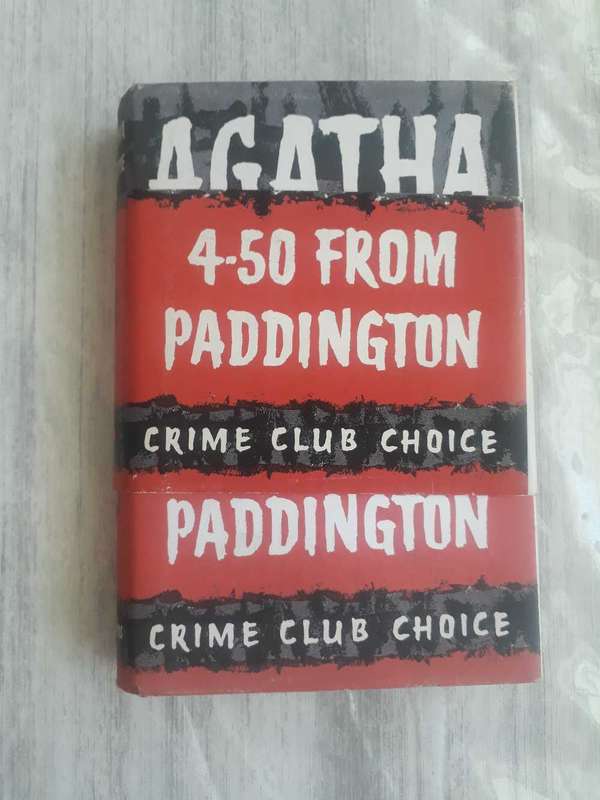 AGATHA
4-50 FROM
PADDINGTON
CRIME CLUB CHOICE
PADDINGTON
CRIME CLUB CHOICE